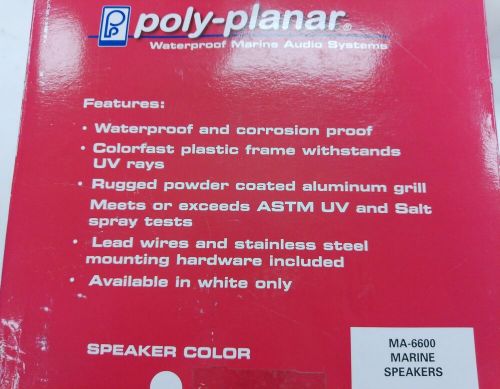 poly-planar®
Waterproof Marine Audio Systems
Features:
• Waterproof and corrosion proof
• Colorfast plastic frame withstands
UV rays
• Rugged powder coated aluminum grill
Meets or exceeds ASTM UV and Salt
spray tests
• Lead wires and stainless steel
mounting hardware included
• Available in white only
SPEAKER COLOR
MA-6600
MARINE
SPEAKERS